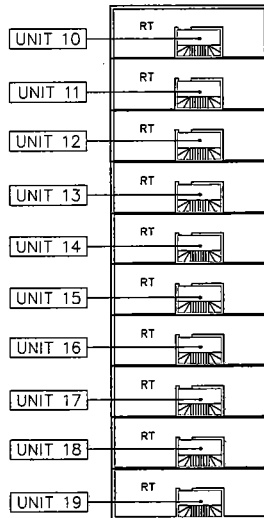 RT
UNIT 10
RT
UNIT 11
RT
UNIT 12
RT
UNIT 13
RT
UNIT 14
RT
UNIT 15
RT
UNIT 16
RT
UNIT 17
RT
UNIT 18
RT
UNIT 19